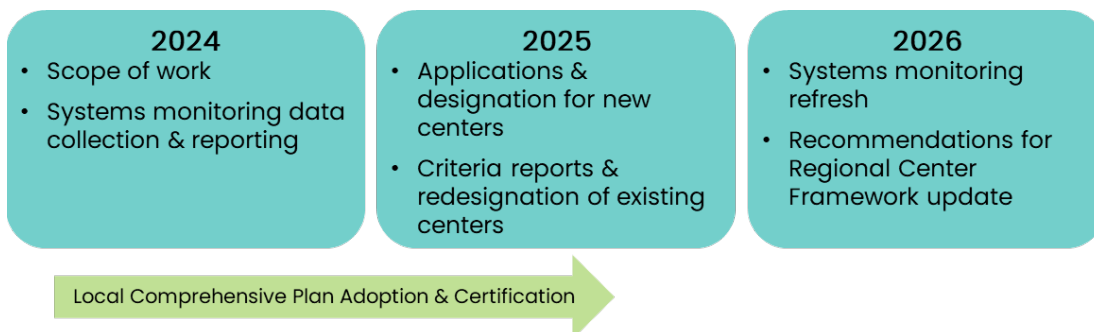 2024
• Scope of work
• Systems monitoring data
collection & reporting
2025
• Applications &
designation for new
centers
• Criteria reports &
redesignation of existing
centers
2026
• Systems monitoring
refresh
• Recommendations for
Regional Center
Framework update
Local Comprehensive Plan Adoption & Certification